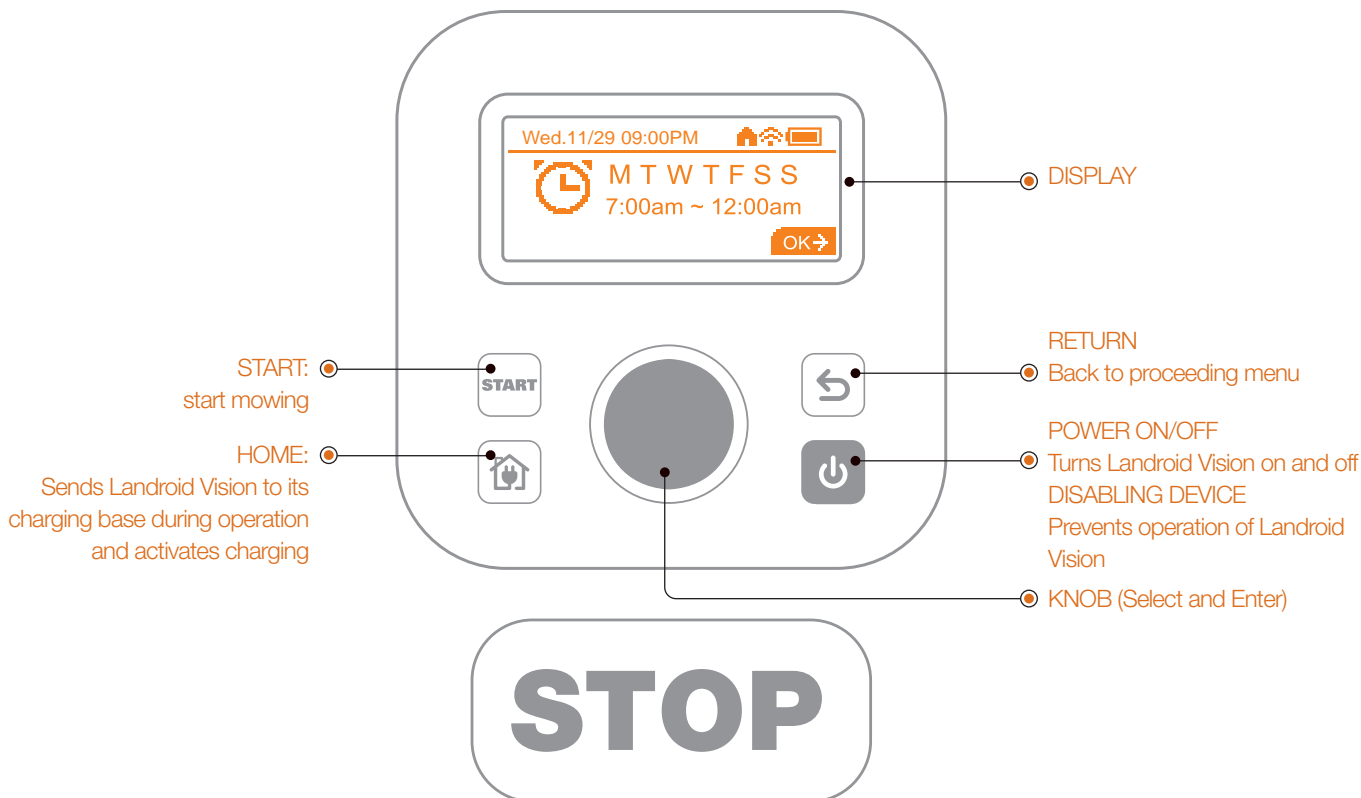 Wed.11/29 09:00PM
M T W T F S S
7:00am ~ 12:00am
OK
DISPLAY
START
START:
start mowing
HOME:
Sends Landroid Vision to its
charging base during operation
and activates charging
RETURN
Back to proceeding menu
POWER ON/OFF
Turns Landroid Vision on and off
DISABLING DEVICE
Prevents operation of Landroid
Vision
KNOB (Select and Enter)
STOP